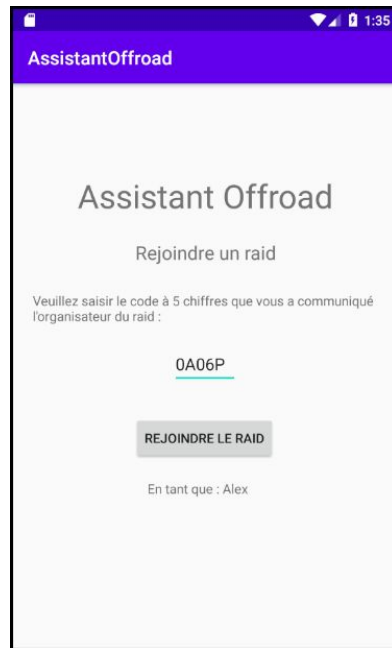 1:35
AssistantOffroad
Assistant Offroad
Rejoindre un raid
Veuillez saisir le code à 5 chiffres que vous a communiqué
l'organisateur du raid :
0A06P
REJOINDRE LE RAID
En tant que : Alex